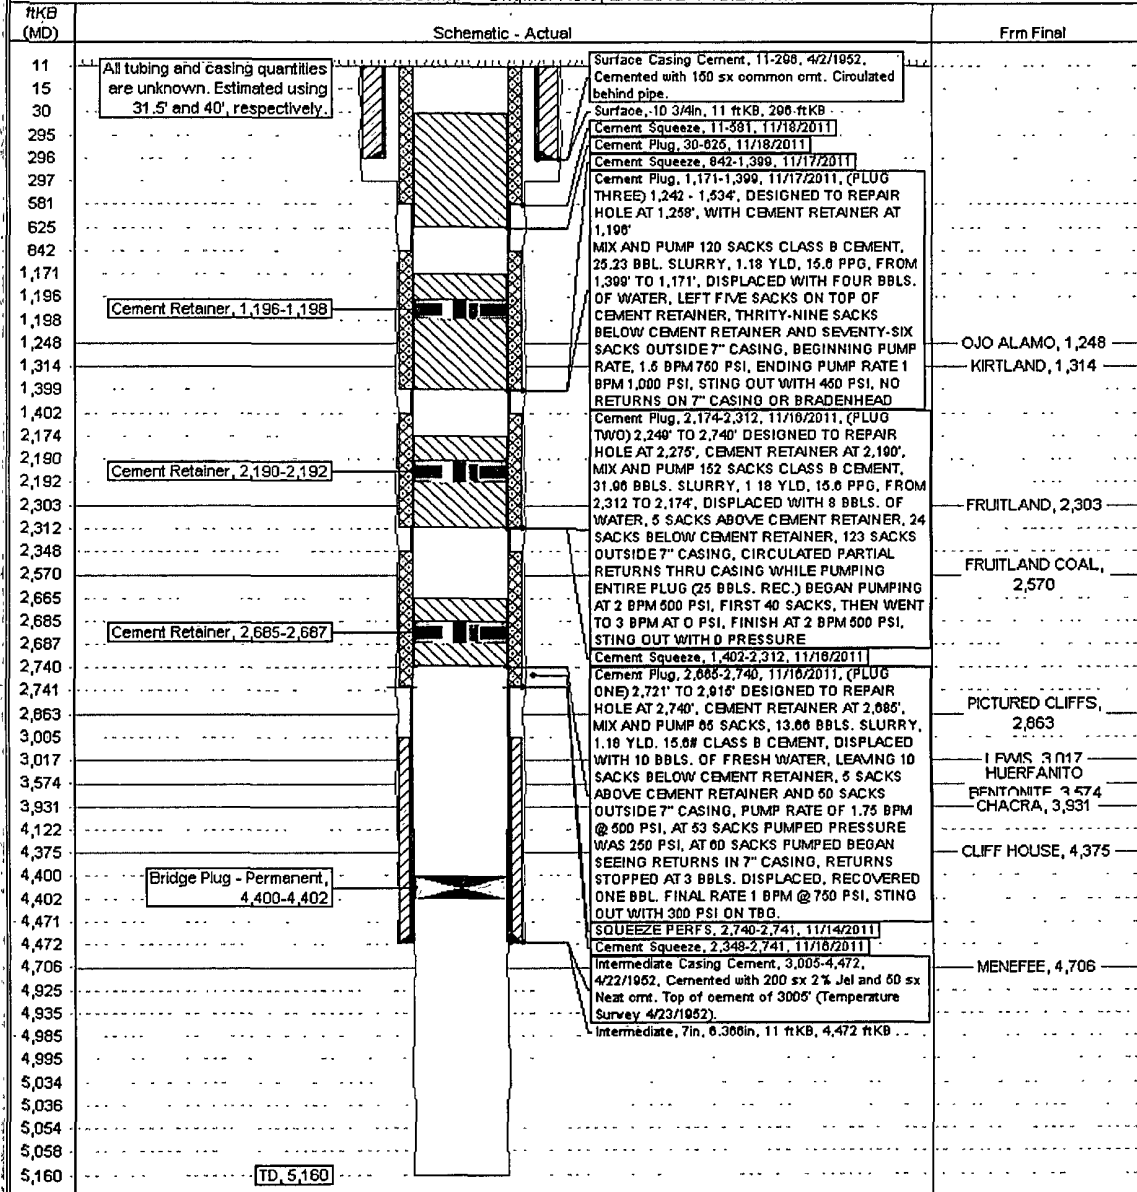 ftKB
(MD)
Schematic - Actual
Frm Final
11
15
30
295
296
297
581
625
842
1,171
1,196
1,198
1,248
1,314
1,399
1,402
2,174
2,190
2,192
2,303
2,312
2,348
2,570
2,665
2,685
2,687
2,740
2,741
2,863
3,005
3,017
3,574
3,931
4,122
4,375
4,400
4,402
4,471
4,472
4,706
4,925
4,935
4,985
4,995
5,034
5,036
5,054
5,058
5,160
All tubing and casing quantities
are unknown. Estimated using
31.5' and 40', respectively.
Cement Retainer, 1,196-1,198
Cement Retainer, 2,190-2,192
Cement Retainer, 2,685-2,687
Bridge Plug - Permanent,
4,400-4,402
TD, 5,160
Surface Casing Cement, 11-296, 4/2/1952,
Cemented with 150 sx common cmt. Circulated
behind pipe.
Surface, 10 3/4in, 11 ftKB, 296 ftKB
Cement Squeeze, 11-581, 11/18/2011
Cement Plug, 30-625, 11/18/2011
Cement Squeeze, 842-1,399, 11/17/2011
Cement Plug, 1,171-1,399, 11/17/2011, (PLUG
THREE) 1,242 - 1,534', DESIGNED TO REPAIR
HOLE AT 1,258', WITH CEMENT RETAINER AT
1,196'
MIX AND PUMP 120 SACKS CLASS B CEMENT,
25.23 BBL. SLURRY, 1.18 YLD, 15.6 PPG, FROM
1,399' TO 1,171', DISPLACED WITH FOUR BBLS.
OF WATER, LEFT FIVE SACKS ON TOP OF
CEMENT RETAINER, THRITY-NINE SACKS
BELOW CEMENT RETAINER AND SEVENTY-SIX
SACKS OUTSIDE 7" CASING, BEGINNING PUMP
RATE, 1.5 BPM 750 PSI, ENDING PUMP RATE 1
BPM 1,000 PSI, STING OUT WITH 450 PSI, NO
RETURNS ON 7" CASING OR BRADENHEAD
Cement Plug, 2,174-2,312, 11/16/2011, (PLUG
TWO) 2,249' TO 2,740' DESIGNED TO REPAIR
HOLE AT 2,275', CEMENT RETAINER AT 2,190',
MIX AND PUMP 152 SACKS CLASS B CEMENT,
31.96 BBLS. SLURRY, 1 18 YLD, 15.6 PPG, FROM
2,312 TO 2,174', DISPLACED WITH 8 BBLS. OF
WATER, 5 SACKS ABOVE CEMENT RETAINER, 24
SACKS BELOW CEMENT RETAINER, 123 SACKS
OUTSIDE 7" CASING, CIRCULATED PARTIAL
RETURNS THRU CASING WHILE PUMPING
ENTIRE PLUG (25 BBLS. REC.) BEGAN PUMPING
AT 2 BPM 500 PSI, FIRST 40 SACKS, THEN WENT
TO 3 BPM AT 0 PSI, FINISH AT 2 BPM 500 PSI,
STING OUT WITH 0 PRESSURE
Cement Squeeze, 1,402-2,312, 11/16/2011
Cement Plug, 2,665-2,740, 11/16/2011, (PLUG
ONE) 2,721' TO 2,915' DESIGNED TO REPAIR
HOLE AT 2,740', CEMENT RETAINER AT 2,685',
MIX AND PUMP 65 SACKS, 13.66 BBLS. SLURRY,
1.18 YLD. 15.6# CLASS B CEMENT, DISPLACED
WITH 10 BBLS. OF FRESH WATER, LEAVING 10
SACKS BELOW CEMENT RETAINER, 5 SACKS
ABOVE CEMENT RETAINER AND 50 SACKS
OUTSIDE 7" CASING, PUMP RATE OF 1.75 BPM
@ 500 PSI, AT 53 SACKS PUMPED PRESSURE
WAS 250 PSI, AT 60 SACKS PUMPED BEGAN
SEEING RETURNS IN 7" CASING, RETURNS
STOPPED AT 3 BBLS. DISPLACED, RECOVERED
ONE BBL. FINAL RATE 1 BPM @ 750 PSI, STING
OUT WITH 300 PSI ON TBG.
SQUEEZE PERFS, 2,740-2,741, 11/14/2011
Cement Squeeze, 2,348-2,741, 11/16/2011
Intermediate Casing Cement, 3,005-4,472,
4/22/1952, Cemented with 200 sx 2% Jel and 50 sx
Neat cmt. Top of cement of 3005' (Temperature
Survey 4/23/1952).
Intermediate, 7in, 6.366in, 11 ftKB, 4,472 ftKB
OJO ALAMO, 1,248
KIRTLAND, 1,314
FRUITLAND, 2,303
FRUITLAND COAL,
2,570
PICTURED CLIFFS,
2,863
LEWIS, 3,017
HUERFANITO
BENTONITE, 3,574
CHACRA, 3,931
CLIFF HOUSE, 4,375
MENEFEE, 4,706